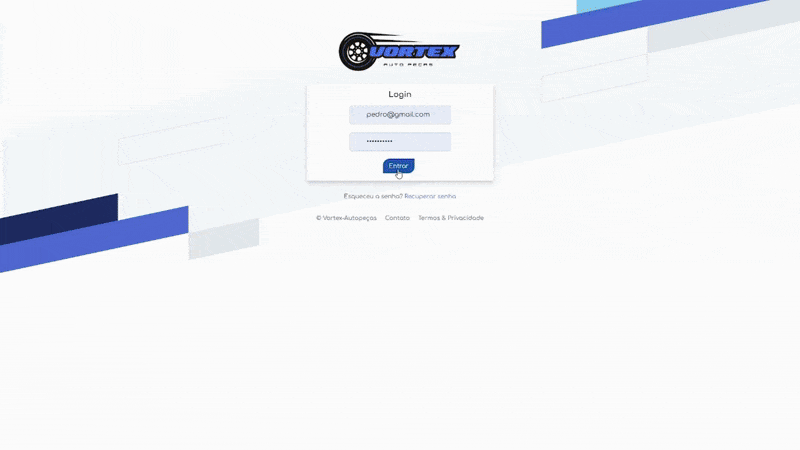 VORTEX
AUTO PEÇAS
Login
pedro@gmail.com
••••••••••
Entrar
Esqueceu a senha? Recuperar senha
© Vortex-Autopeças Contato Termos & Privacidade